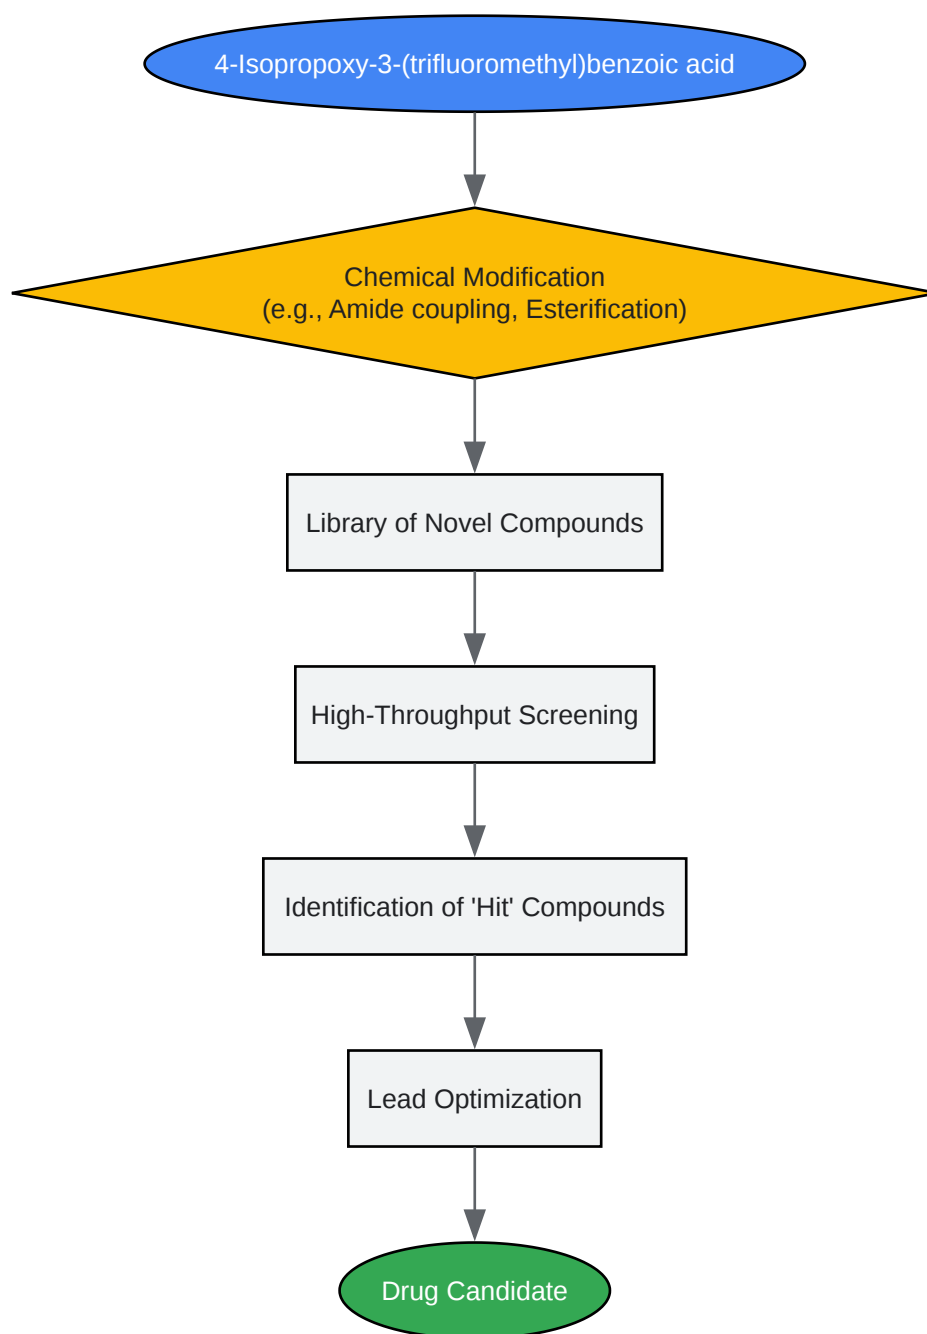 4-Isopropoxy-3-(trifluoromethyl)benzoic acid
Chemical Modification
(e.g., Amide coupling, Esterification)
Library of Novel Compounds
High-Throughput Screening
Identification of 'Hit' Compounds
Lead Optimization
Drug Candidate